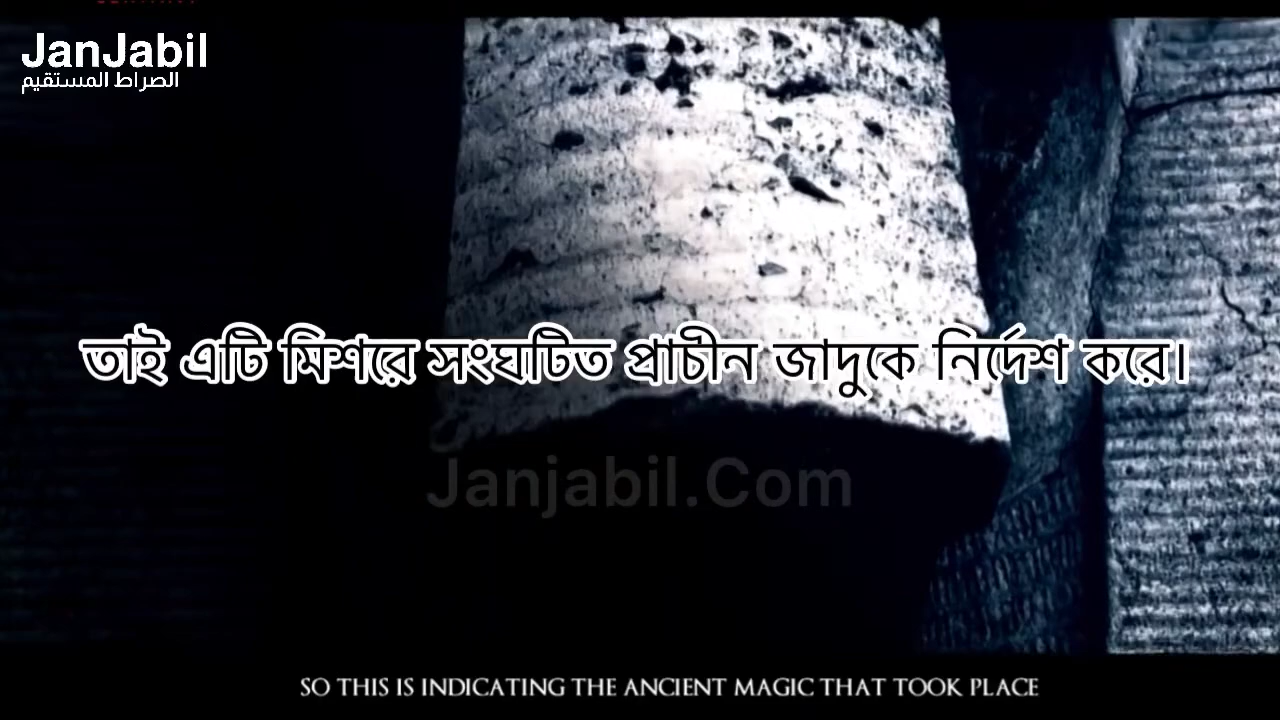 JanJabil
الصراط المستقيم
তাই এটি মিশরে সংঘটিত প্রাচীন জাদুকে নির্দেশ করে।
Janjabil.Com
SO THIS IS INDICATING THE ANCIENT MAGIC THAT TOOK PLACE